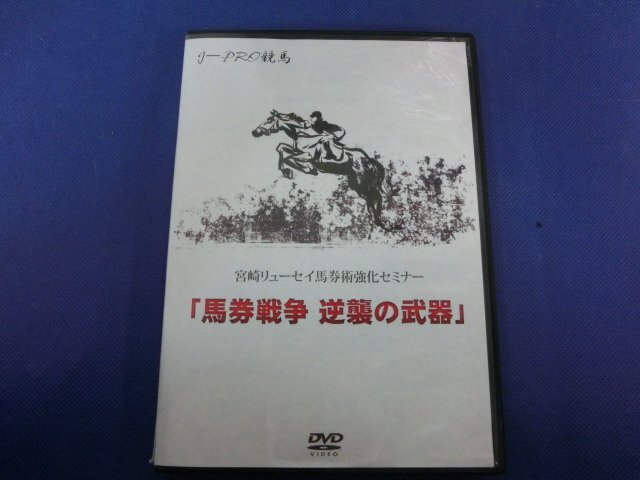 J-PRO競馬
宮崎リューセイ馬券術強化セミナー
「馬券戦争 逆襲の武器」
DVD
VIDEO